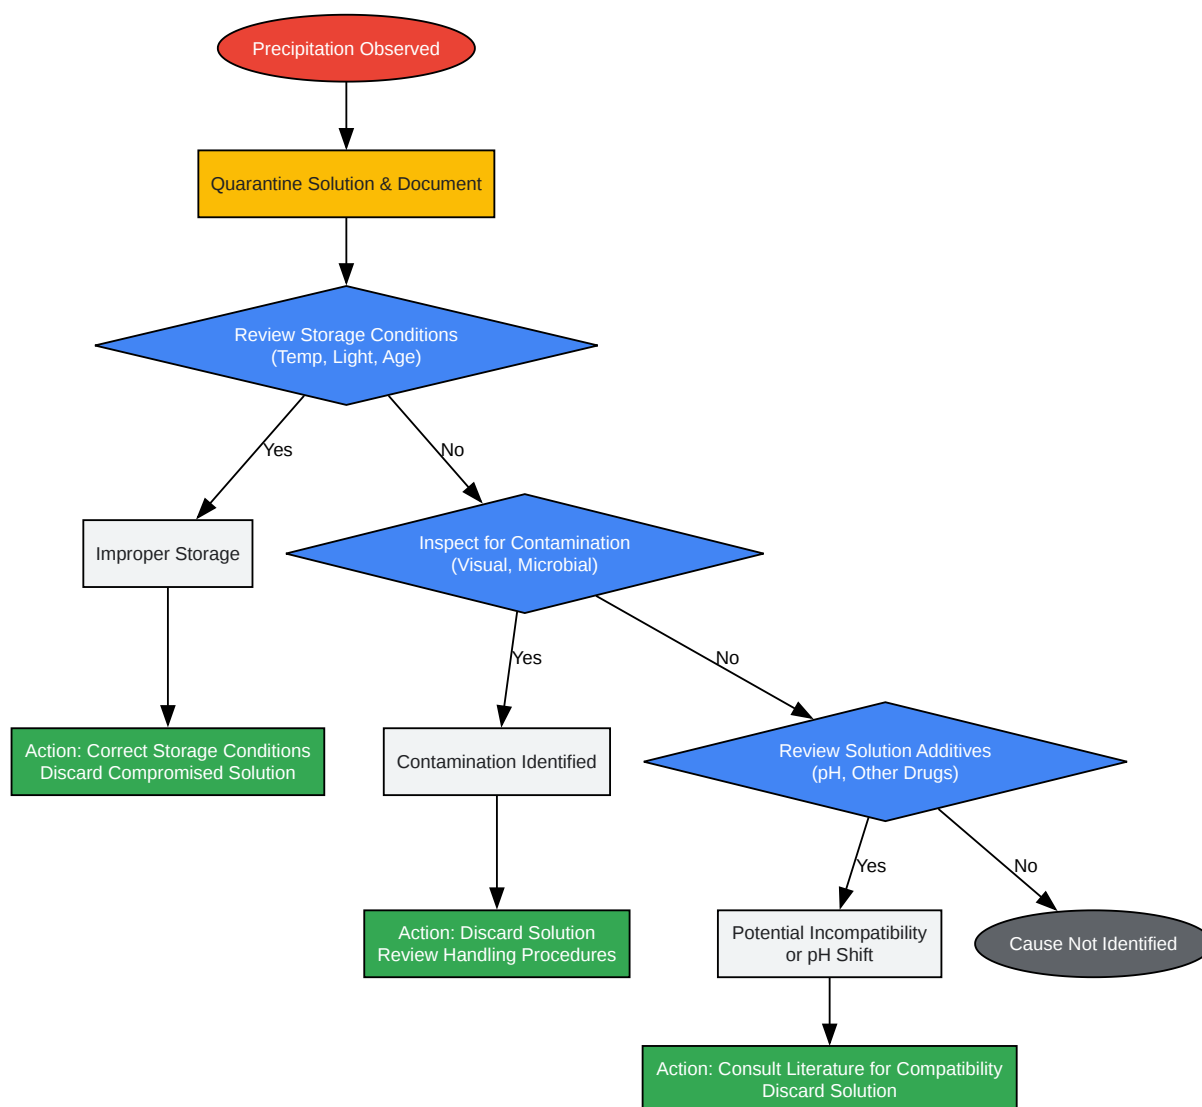 Precipitation Observed
Quarantine Solution & Document
Review Storage Conditions
(Temp, Light, Age)
Yes
No
Improper Storage
Inspect for Contamination
(Visual, Microbial)
Yes
No
Action: Correct Storage Conditions
Discard Compromised Solution
Contamination Identified
Review Solution Additives
(pH, Other Drugs)
Yes
No
Action: Discard Solution
Review Handling Procedures
Potential Incompatibility
or pH Shift
Cause Not Identified
Action: Consult Literature for Compatibility
Discard Solution